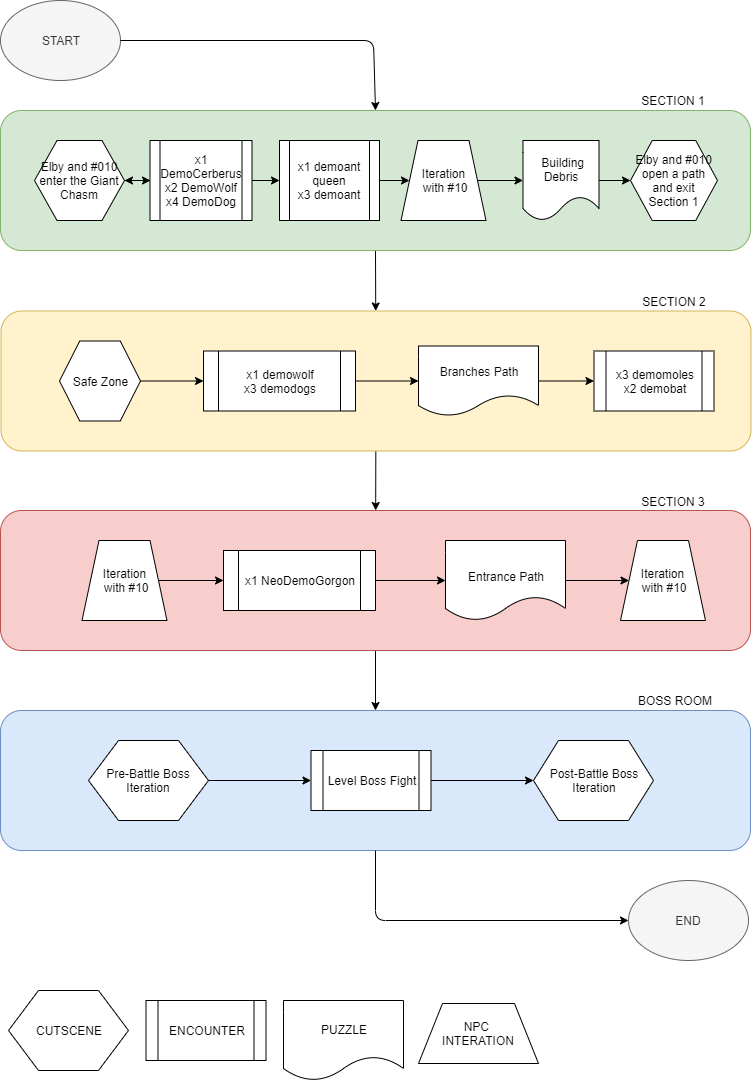 START
SECTION 1
Elby and #010
enter the Giant
Chasm
x1
DemoCerberus
x2 DemoWolf
x4 DemoDog
x1 demoant
queen
x3 demoant
Iteration
with #10
Building
Debris
Elby and #010
open a path
and exit
Section 1
SECTION 2
Safe Zone
x1 demowolf
x3 demodogs
Branches Path
x3 demomoles
x2 demobat
SECTION 3
Iteration
with #10
x1 NeoDemoGorgon
Entrance Path
Iteration
with #10
BOSS ROOM
Pre-Battle Boss
Iteration
Level Boss Fight
Post-Battle Boss
Iteration
END
CUTSCENE
ENCOUNTER
PUZZLE
NPC
INTERATION